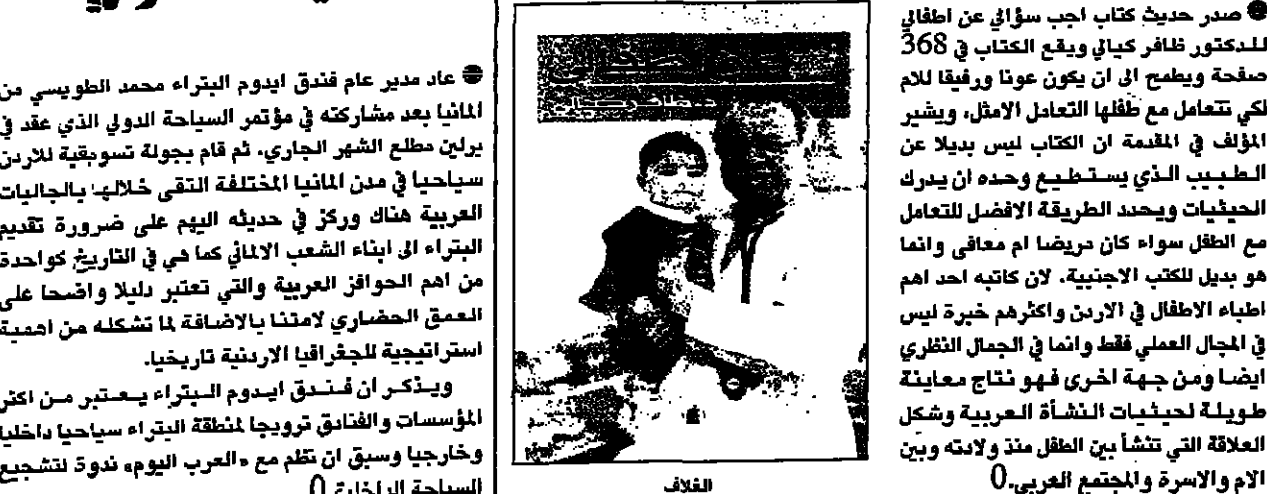 ● صدر حديث كتاب اجب سؤالي عن اطفالي
للدكتور ظافر كيالي ويقع الكتاب في 368
صفحة ويطمح الى ان يكون عونا ورفيقا للام
لكي تتعامل مع طفلها التعامل الامثل، ويشير
المؤلف في المقدمة ان الكتاب ليس بديلا عن
الطبيب الذي يستطيع وحده ان يدرك
الحيثيات ويحدد الطريقة الافضل للتعامل
مع الطفل سواء كان مريضا ام معافى وانما
هو بديل للكتب الاجنبية، لان كاتبه احد اهم
اطباء الاطفال في الاردن واكثرهم خبرة ليس
في المجال العملي فقط وانما في الجمال النظري
ايضا ومن جهة اخرى فهو نتاج معاينة
طويلة لحيثيات النشأة العربية وشكل
العلاقة التي تنشأ بين الطفل منذ ولادته وبين
الام والاسرة والمجتمع العربي.()
الغلاف
● عاد مدير عام فندق ايدوم البتراء محمد الطويسي من
المانيا بعد مشاركته في مؤتمر السياحة الدولي الذي عقد في
برلين مطلع الشهر الجاري، ثم قام بجولة تسويقية للاردن
سياحيا في مدن المانيا المختلفة التقى خلالها بالجاليات
العربية هناك وركز في حديثه اليهم على ضرورة تقديم
البتراء الى ابناء الشعب الالماني كما هي في التاريخ كواحدة
من اهم الحوافز العربية والتي تعتبر دليلا واضحا على
العمق الحضاري لامتنا بالاضافة لما تشكله من اهمية
استراتيجية للجغرافيا الاردنية تاريخيا.
ويذكر ان فندق ايدوم البتراء يعتبر من اكثر
المؤسسات والفنادق ترويجا لمنطقة البتراء سياحيا داخليا
وخارجيا وسبق ان نظم مع «العرب اليوم» ندوة لتشجيع
السياحة الداخلية.()